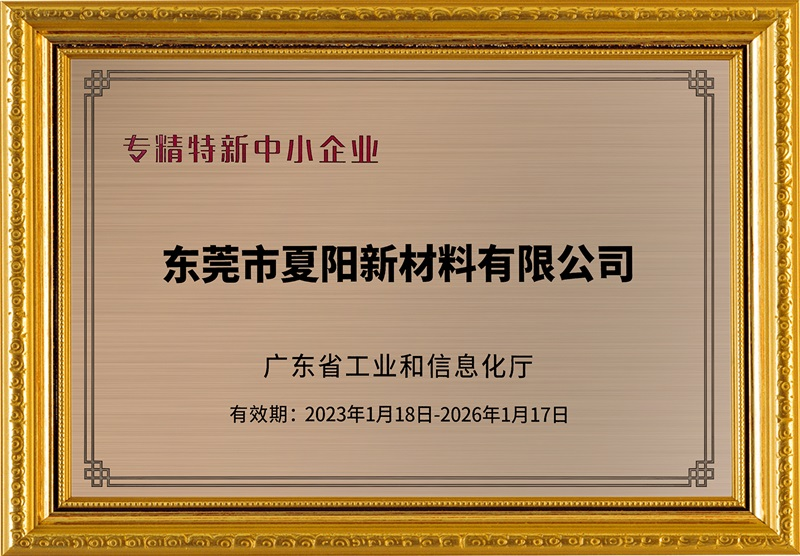 专精特新中小企业
东莞市夏阳新材料有限公司
广东省工业和信息化厅
有效期：2023年1月18日-2026年1月17日